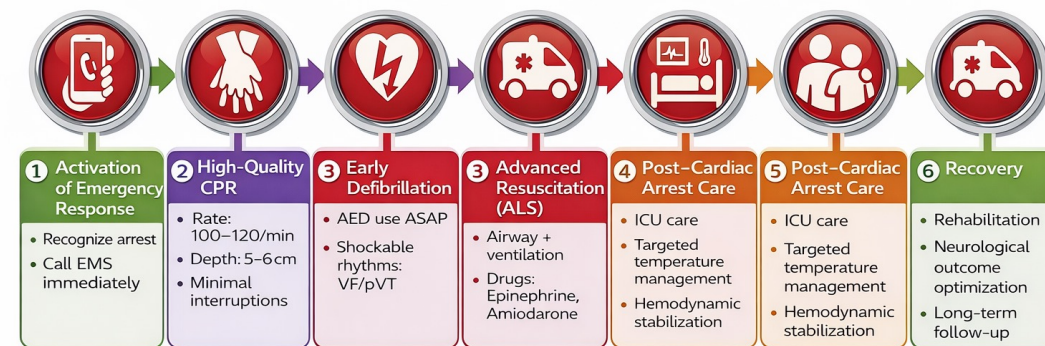 1 Activation
of Emergency
Response
• Recognize arrest
• Call EMS
immediately
2 High-Quality
CPR
• Rate:
100–120/min
• Depth: 5–6 cm
• Minimal
interruptions
3 Early
Defibrillation
• AED use ASAP
• Shockable
rhythms:
VF/pVT
3 Advanced
Resuscitation
(ALS)
• Airway +
ventilation
• Drugs:
Epinephrine,
Amiodarone
4 Post-Cardiac
Arrest Care
• ICU care
• Targeted
temperature
management
• Hemodynamic
stabilization
5 Post-Cardiac
Arrest Care
• ICU care
• Targeted
temperature
management
• Hemodynamic
stabilization
6 Recovery
• Rehabilitation
• Neurological
outcome
optimization
• Long-term
follow-up